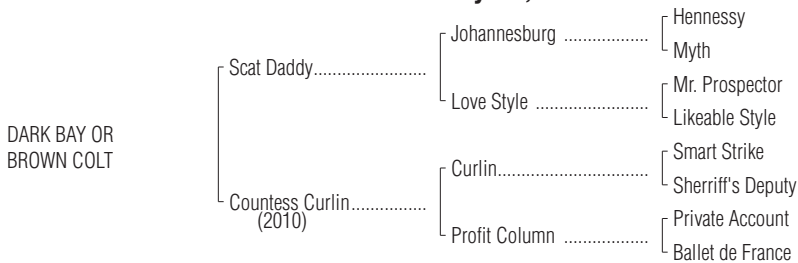 Hennessy
Johannesburg ..................
Myth
Scat Daddy........................
Mr. Prospector
Love Style ........................
Likeable Style
DARK BAY OR
BROWN COLT
Smart Strike
Curlin................................
Sherriff's Deputy
Countess Curlin................
(2010)
Private Account
Profit Column ..................
Ballet de France